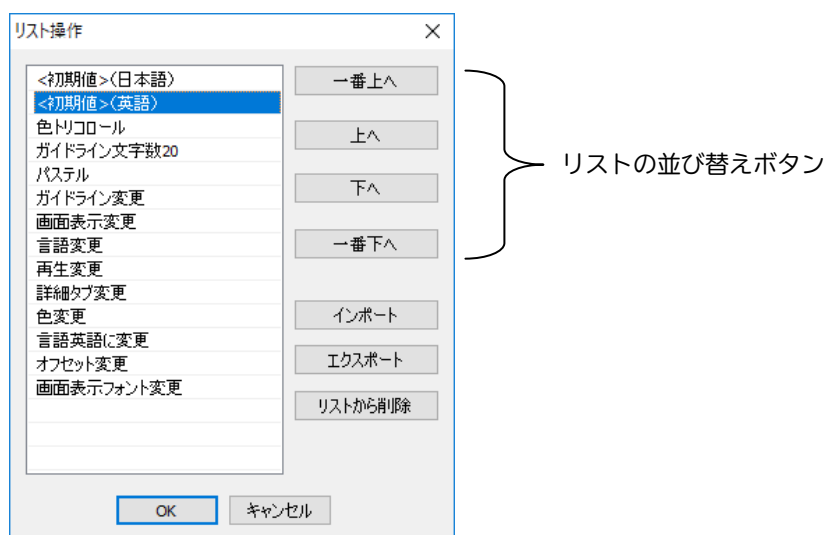 リスト操作
<初期値>(日本語)
<初期値>(英語)
色トリコロール
ガイドライン文字数20
パステル
ガイドライン変更
画面表示変更
言語変更
再生変更
詳細タブ変更
色変更
言語英語に変更
オフセット変更
画面表示フォント変更
一番上へ
上へ
下へ
一番下へ
インポート
エクスポート
リストから削除
OK
キャンセル
リストの並び替えボタン